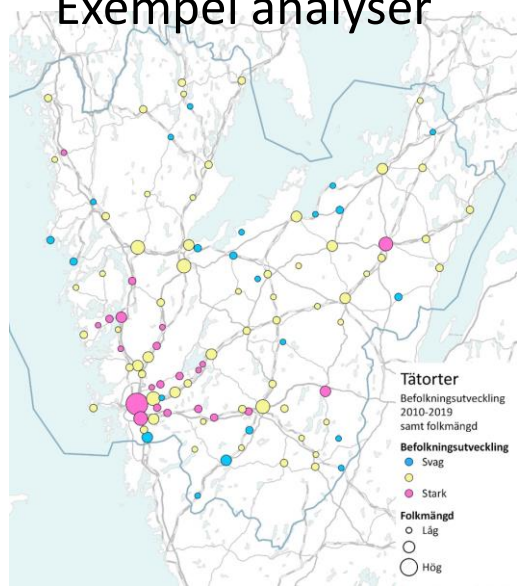 Exempel analyser
Tätorter
Befolkningsutveckling
2010-2019
samt folkmängd
Befolkningsutveckling
Svag
Stark
Folkmängd
Låg
Hög